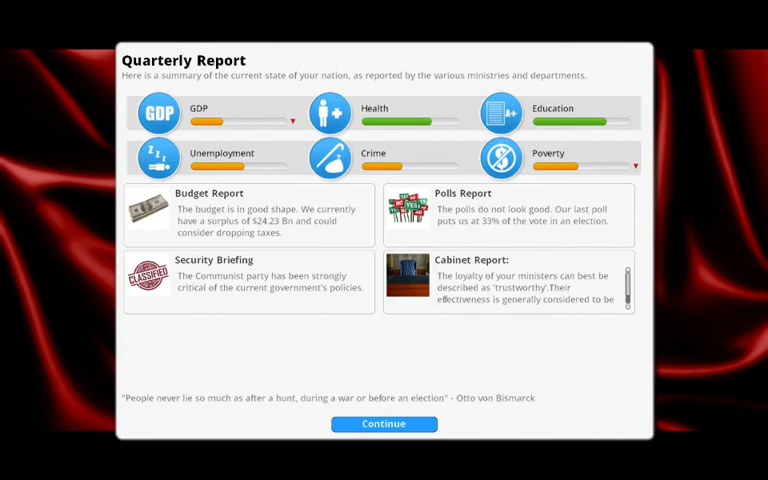 Quarterly Report
Here is a summary of the current state of your nation, as reported by the various ministries and departments.
GDP
GDP
Health
A+
Education
Z Z Z
Unemployment
Crime
Poverty
Budget Report
The budget is in good shape. We currently
have a surplus of $24.23 Bn and could
consider dropping taxes.
Polls Report
The polls do not look good. Our last poll
puts us at 33% of the vote in an election.
NO
YES
NO
Security Briefing
The Communist party has been strongly
critical of the current government's policies.
CLASSIFIED
Cabinet Report:
The loyalty of your ministers can best be
described as 'trustworthy'.Their
effectiveness is generally considered to be
"People never lie so much as after a hunt, during a war or before an election" - Otto von Bismarck
Continue